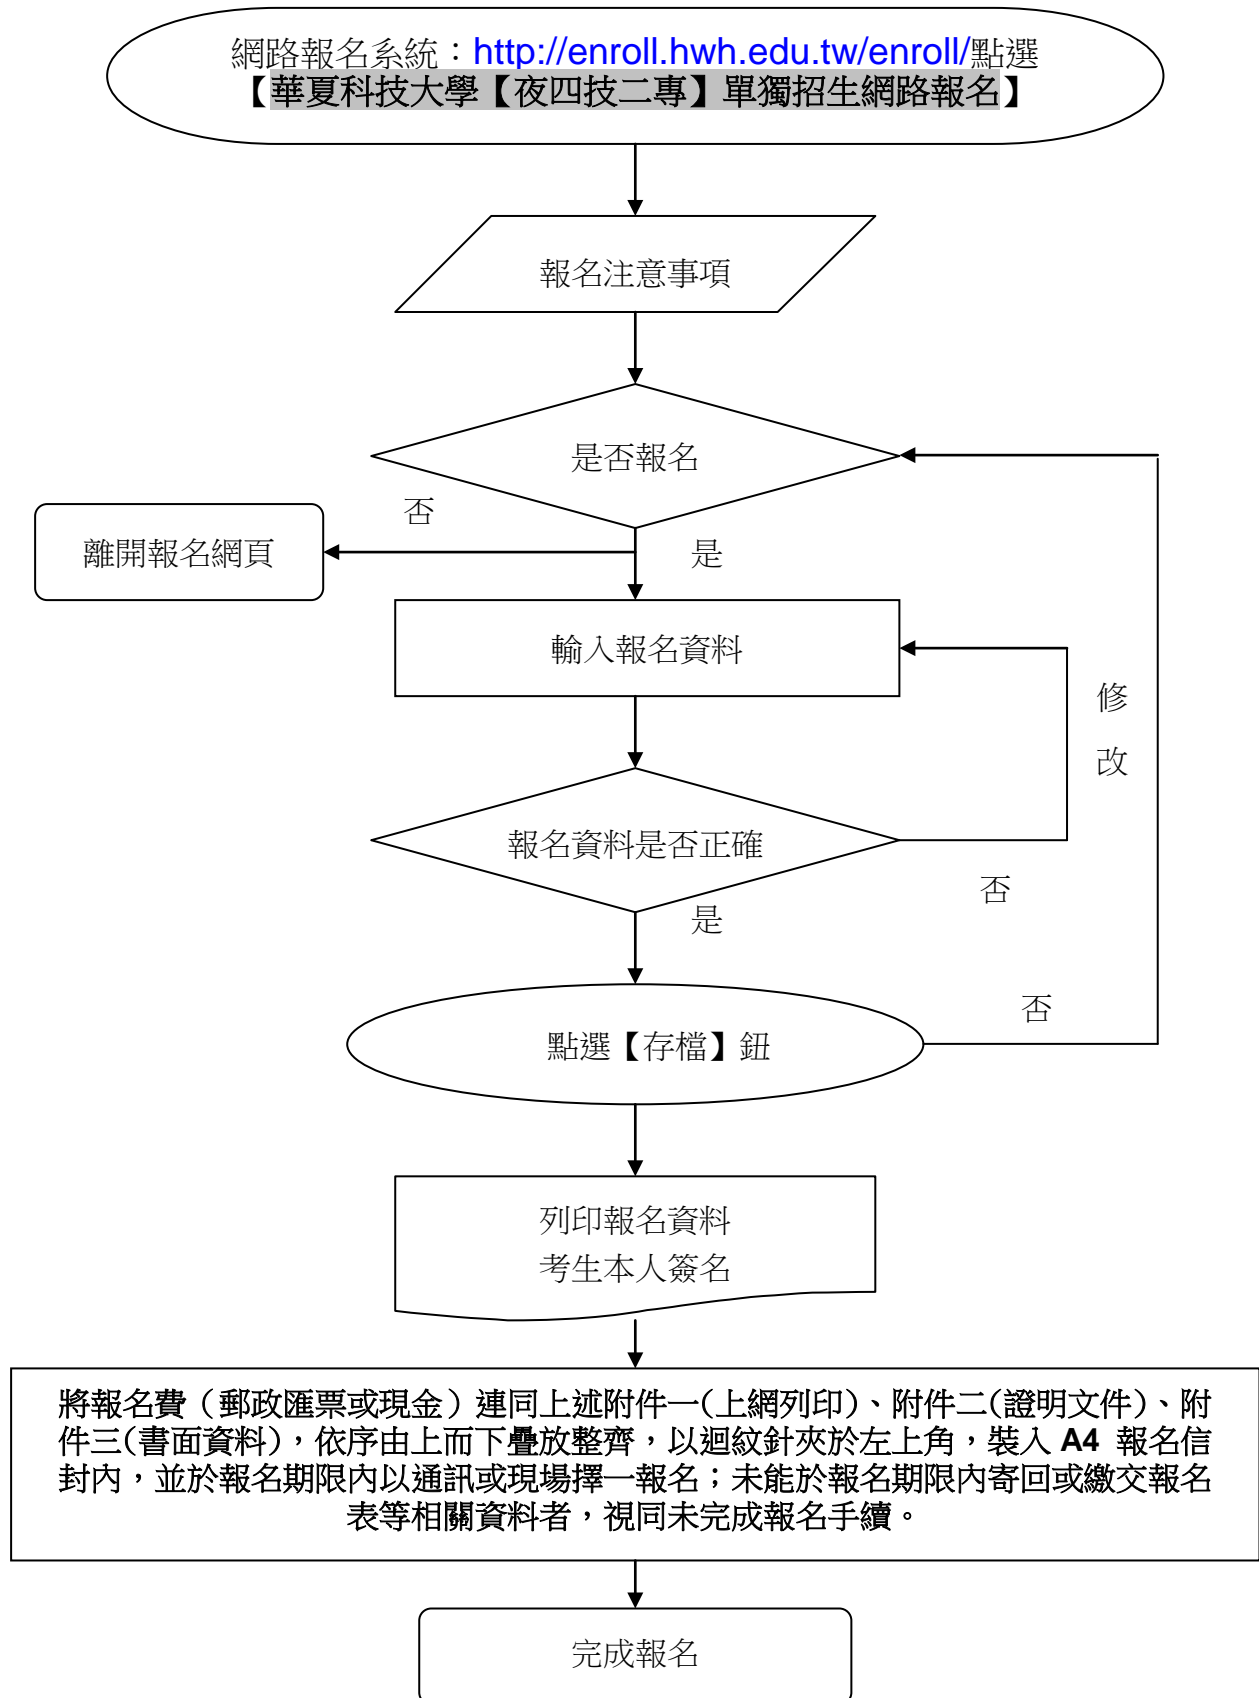 網路報名系統：http://enroll.hwh.edu.tw/enroll/點選
【華夏科技大學【夜四技二專】單獨招生網路報名】
報名注意事項
是否報名
否
離開報名網頁
是
輸入報名資料
修
改
報名資料是否正確
否
是
否
點選【存檔】鈕
列印報名資料
考生本人簽名
將報名費（郵政匯票或現金）連同上述附件一(上網列印)、附件二(證明文件)、附
件三(書面資料)，依序由上而下疊放整齊，以迴紋針夾於左上角，裝入 A4 報名信
封內，並於報名期限內以通訊或現場擇一報名；未能於報名期限內寄回或繳交報名
表等相關資料者，視同未完成報名手續。
完成報名